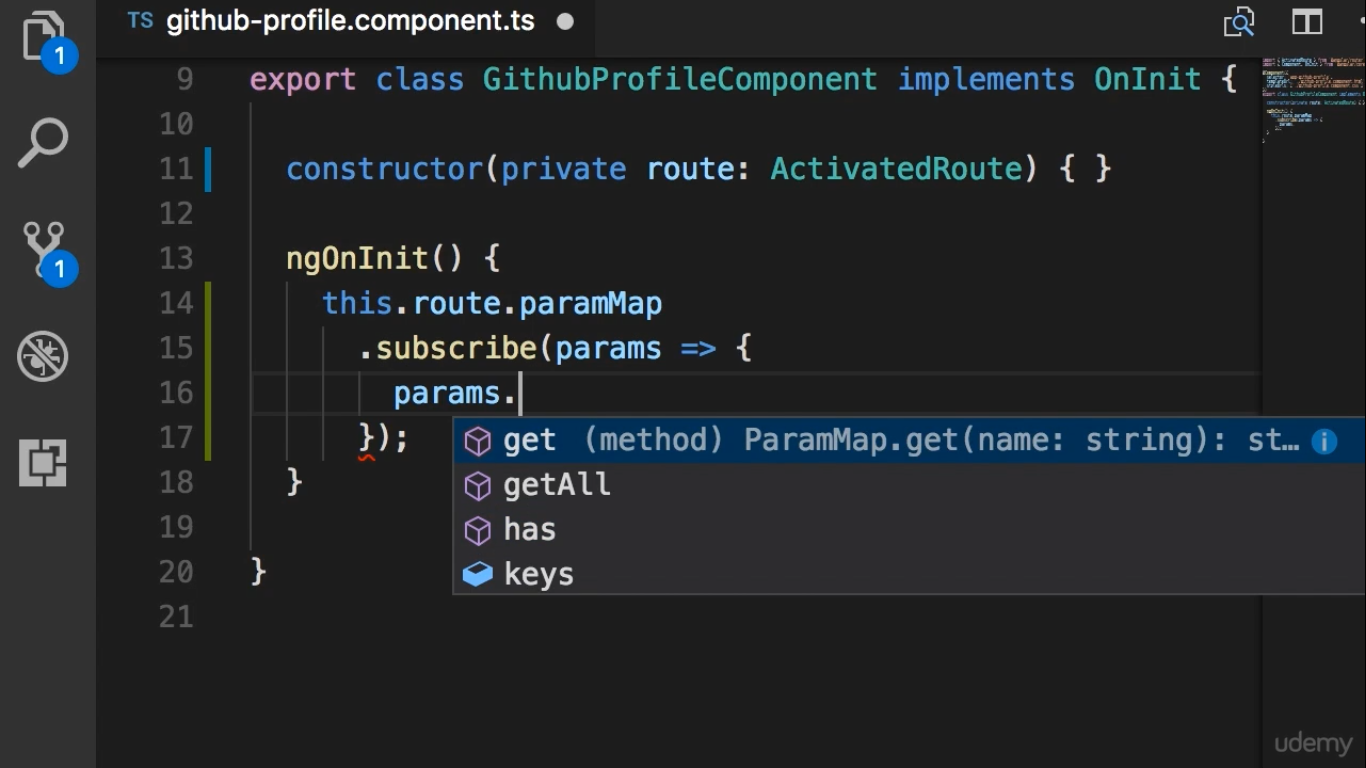 TS github-profile.component.ts
1
9 export class GithubProfileComponent implements OnInit {
10
11 constructor(private route: ActivatedRoute) { }
12
1
13 ngOnInit() {
14 this.route.paramMap
15 .subscribe(params => {
16 params.
17 });
get (method) ParamMap.get(name: string): st…
getAll
18 }
has
19
keys
20 }
21
udemy